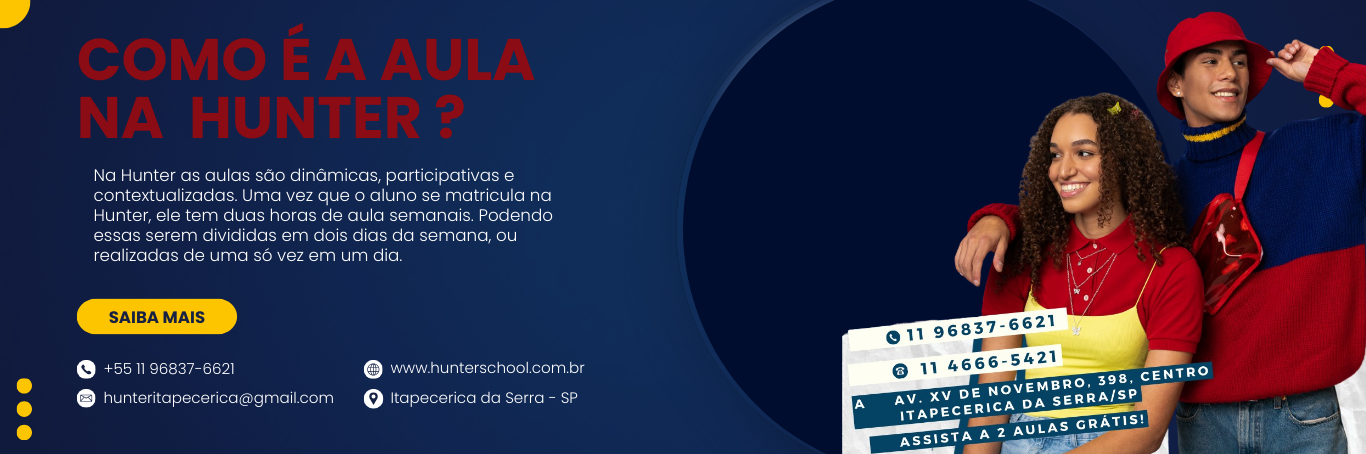 COMO É A AULA
NA HUNTER ?
Na Hunter as aulas são dinâmicas, participativas e
contextualizadas. Uma vez que o aluno se matricula na
Hunter, ele tem duas horas de aula semanais. Podendo
essas serem divididas em dois dias da semana, ou
realizadas de uma só vez em um dia.
SAIBA MAIS
+55 11 96837-6621
www.hunterschool.com.br
hunteritapecerica@gmail.com
Itapecerica da Serra - SP
11 96837-6621
11 4666-5421
A AV. XV DE NOVEMBRO, 398, CENTRO
ITAPECERICA DA SERRA/SP
ASSISTA A 2 AULAS GRÁTIS!